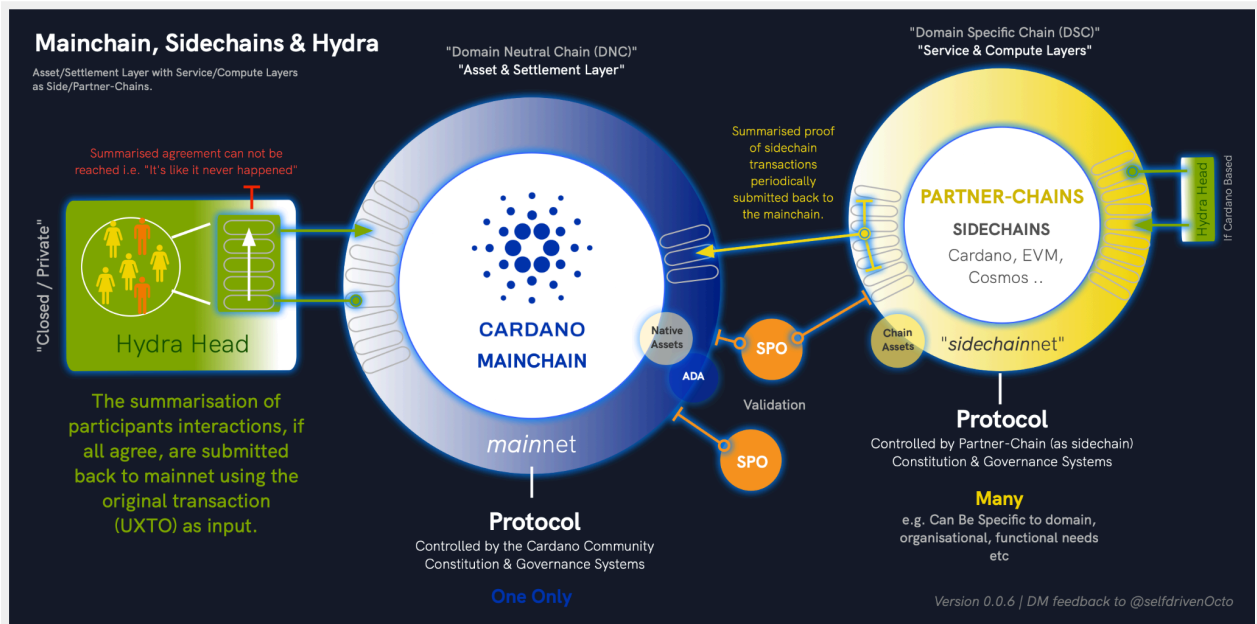 Mainchain, Sidechains & Hydra
Asset/Settlement Layer with Service/Compute Layers
as Side/Partner-Chains.
"Domain Neutral Chain (DNC)"
"Asset & Settlement Layer"
"Domain Specific Chain (DSC)"
"Service & Compute Layers"
Summarised agreement can not be
reached i.e. "It's like it never happened"
"Closed / Private"
Hydra Head
The summarisation of
participants interactions, if
all agree, are submitted
back to mainnet using the
original transaction
(UXTO) as input.
CARDANO
MAINCHAIN
mainnet
Native
Assets
ADA
Protocol
Controlled by the Cardano Community
Constitution & Governance Systems
One Only
Summarised proof
of sidechain
transactions
periodically
submitted back to
the mainchain.
SPO
Validation
SPO
PARTNER-CHAINS
SIDECHAINS
Cardano, EVM,
Cosmos ..
Chain
Assets
"sidechainnet"
Hydra Head
If Cardano Based
Protocol
Controlled by Partner-Chain (as sidechain)
Constitution & Governance Systems
Many
e.g. Can Be Specific to domain,
organisational, functional needs
etc
Version 0.0.6 | DM feedback to @selfdrivenOcto